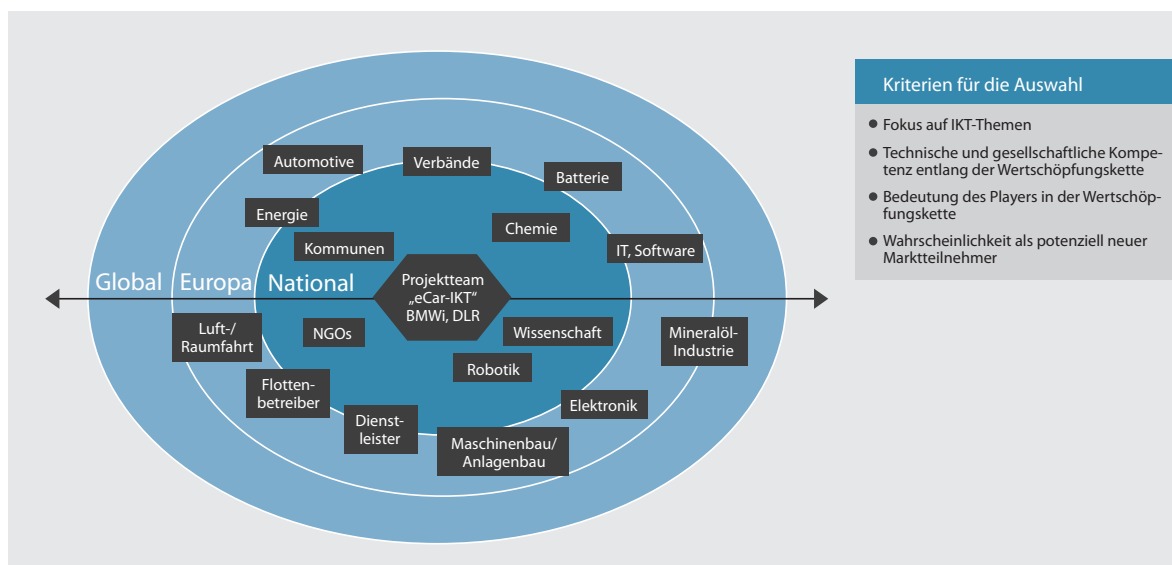 Automotive
Verbände
Batterie
Energie
Chemie
Kommunen
IT, Software
Global
Europa
National
Projektteam
„eCar-IKT“
BMWi, DLR
Luft-/
Raumfahrt
NGOs
Wissenschaft
Mineralöl-
Industrie
Robotik
Flotten-
betreiber
Elektronik
Dienst-
leister
Maschinenbau/
Anlagenbau
Kriterien für die Auswahl
● Fokus auf IKT-Themen
● Technische und gesellschaftliche Kompe-
tenz entlang der Wertschöpfungskette
● Bedeutung des Players in der Wertschöp-
fungskette
● Wahrscheinlichkeit als potenziell neuer
Marktteilnehmer